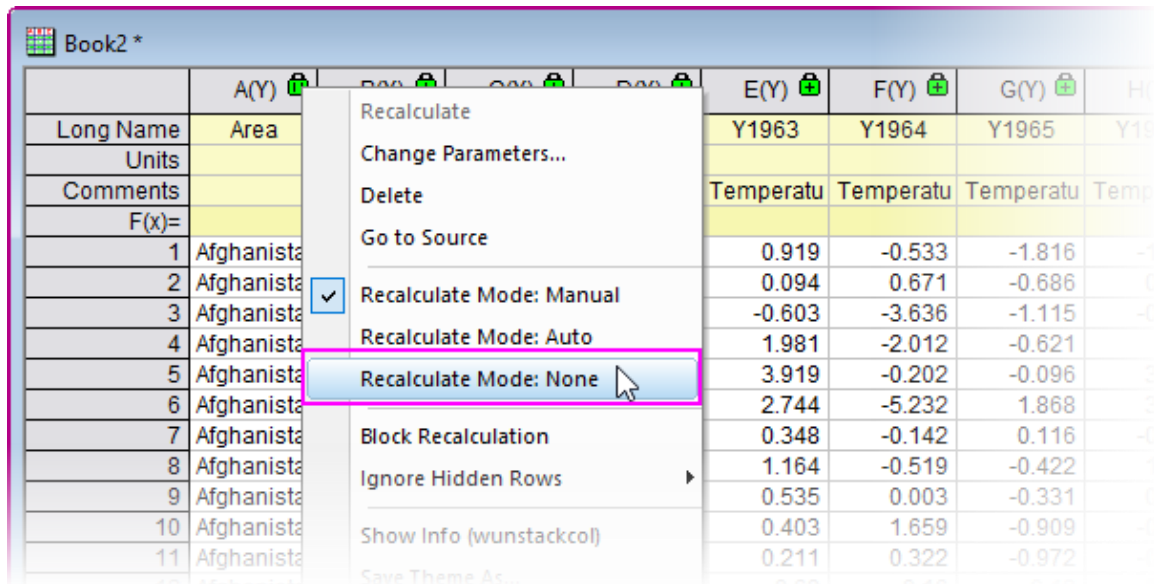 Book2 *
A(Y) B(Y) C(Y) D(Y) E(Y) F(Y) G(Y)
Long Name Area Y1963 Y1964 Y1965
Units
Comments Temperatu Temperatu Temperatu Temp
F(x)=
1 Afghanista 0.919 -0.533 -1.816
2 Afghanista 0.094 0.671 -0.686
3 Afghanista -0.603 -3.636 -1.115
4 Afghanista 1.981 -2.012 -0.621
5 Afghanista 3.919 -0.202 -0.096
6 Afghanista 2.744 -5.232 1.868
7 Afghanista 0.348 -0.142 0.116
8 Afghanista 1.164 -0.519 -0.422
9 Afghanista 0.535 0.003 -0.331
10 Afghanista 0.403 1.659 -0.909
11 Afghanista 0.211 0.322 -0.972
Recalculate
Change Parameters...
Delete
Go to Source
Recalculate Mode: Manual
Recalculate Mode: Auto
Recalculate Mode: None
Block Recalculation
Ignore Hidden Rows
Show Info (wunstackcol)
Save Theme As...